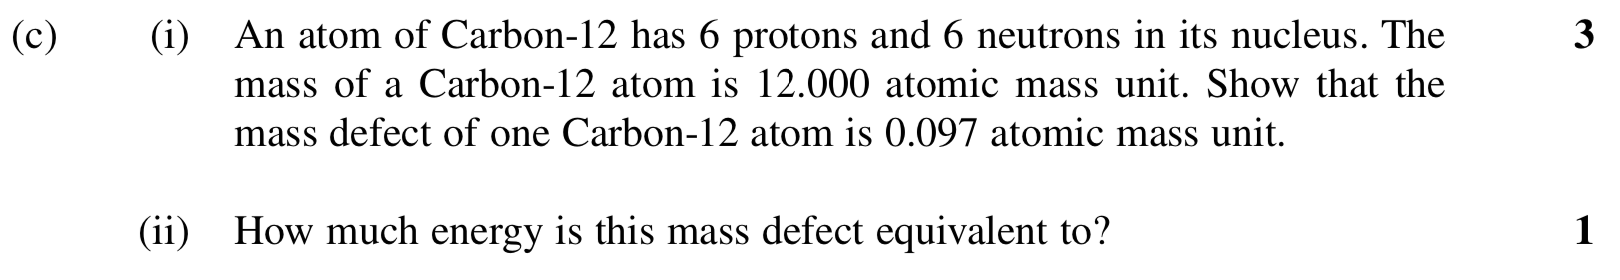 (c) (i) An atom of Carbon-12 has 6 protons and 6 neutrons in its nucleus. The 3
mass of a Carbon-12 atom is 12.000 atomic mass unit. Show that the
mass defect of one Carbon-12 atom is 0.097 atomic mass unit.
(ii) How much energy is this mass defect equivalent to? 1